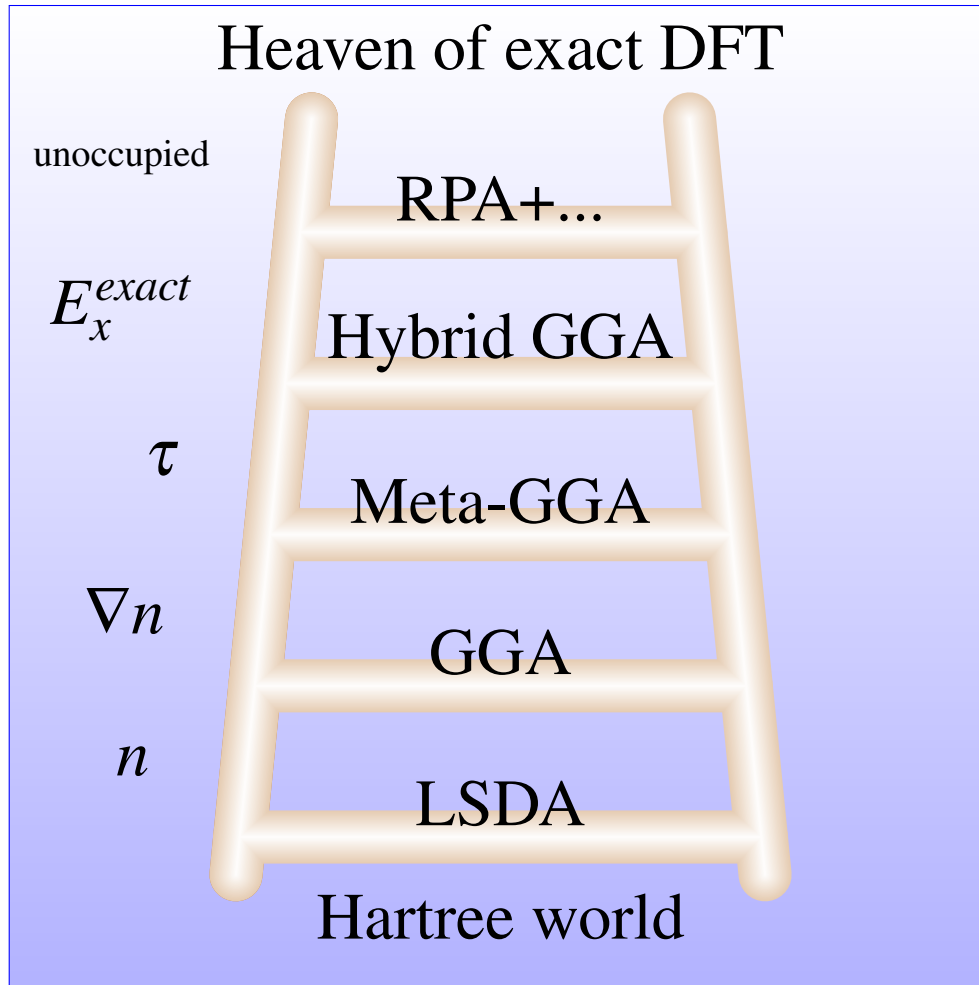 Heaven of exact DFT
unoccupied
RPA+...
E_x^{exact}
Hybrid GGA
τ
Meta-GGA
∇n
GGA
n
LSDA
Hartree world